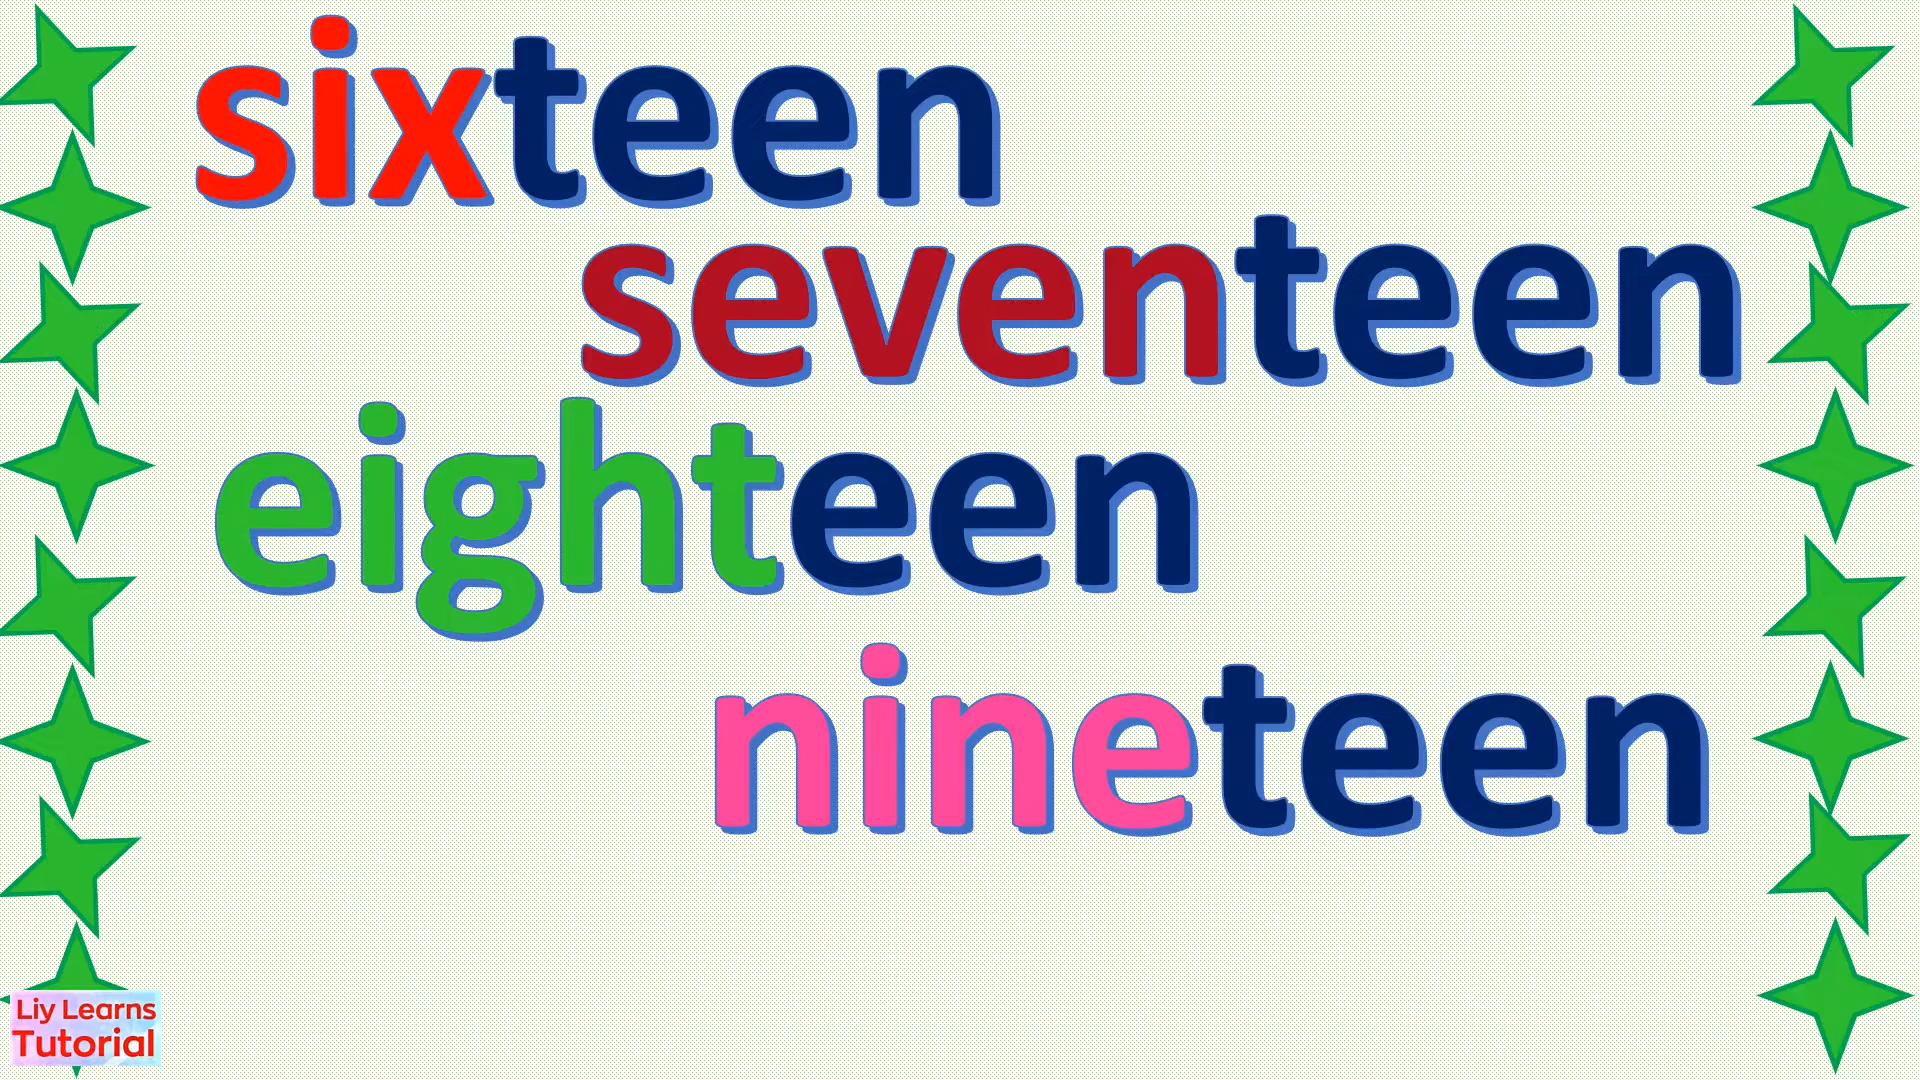 sixteen
seventeen
eighteen
nineteen
Liy Learns
Tutorial